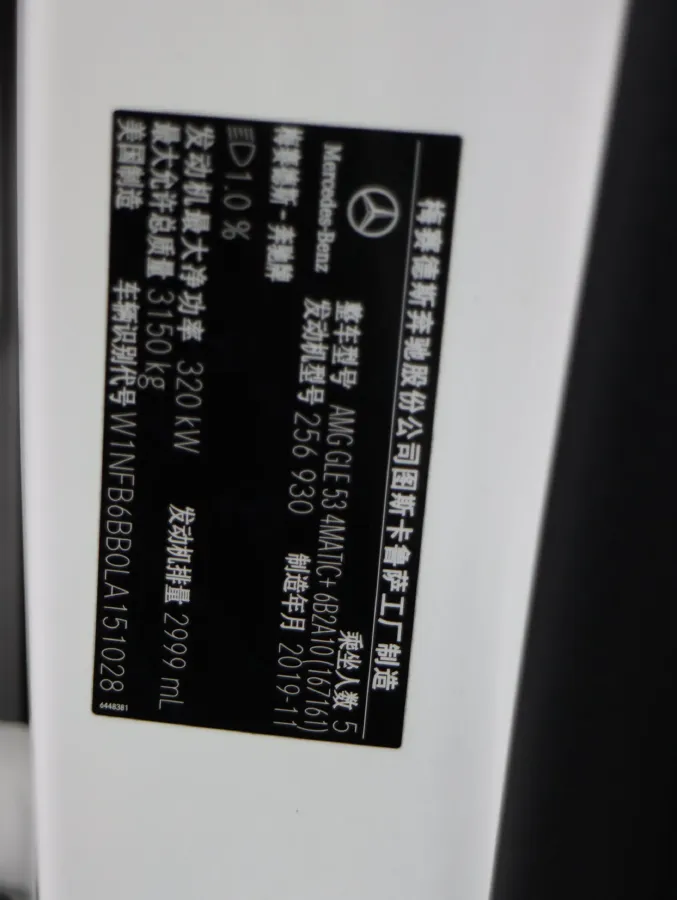 梅赛德斯奔驰股份公司图斯卡鲁萨工厂制造
Mercedes-Benz
梅赛德斯-奔驰牌
整车型号 AMG GLE 53 4MATIC+ 6B2A10(167161)
乘坐人数 5
发动机型号 256 930
制造年月 2019-11
1.0 %
发动机最大净功率 320 kW
发动机排量 2999 mL
最大允许总质量 3150 kg
美国制造
车辆识别代号 W1NFB6BB0LA151028
6448381